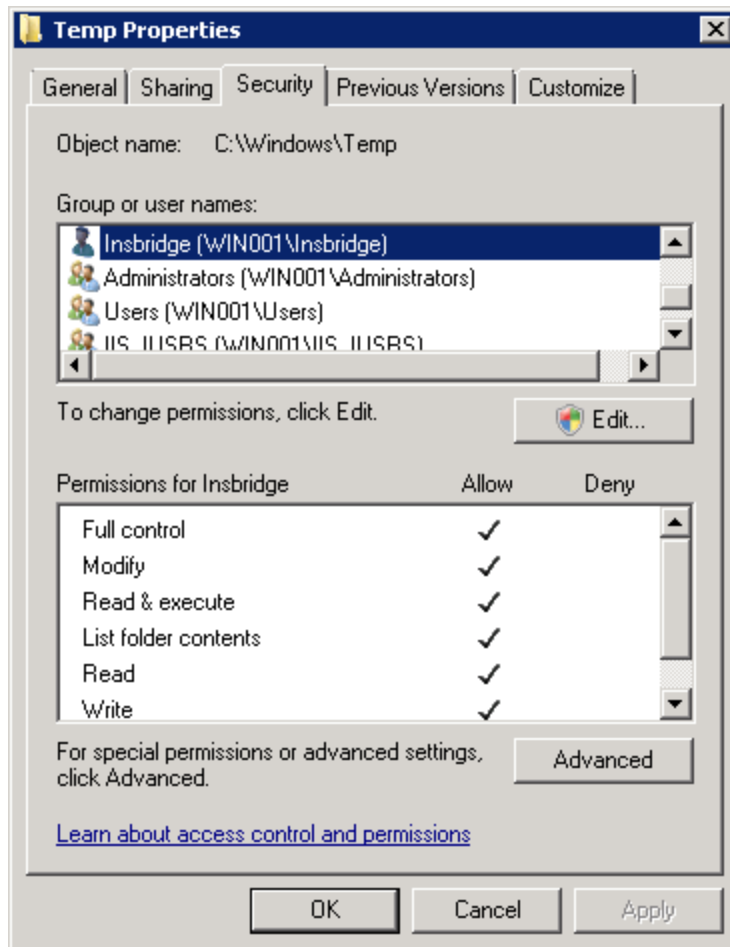 Temp Properties
General Sharing Security Previous Versions Customize
Object name: C:\Windows\Temp
Group or user names:
Insbridge (WIN001\Insbridge)
Administrators (WIN001\Administrators)
Users (WIN001\Users)
IIS_IUSRS (WIN001\IIS_IUSRS)
To change permissions, click Edit.
Edit...
Permissions for Insbridge Allow Deny
Full control
Modify
Read & execute
List folder contents
Read
Write
For special permissions or advanced settings,
click Advanced.
Advanced
Learn about access control and permissions
OK Cancel Apply